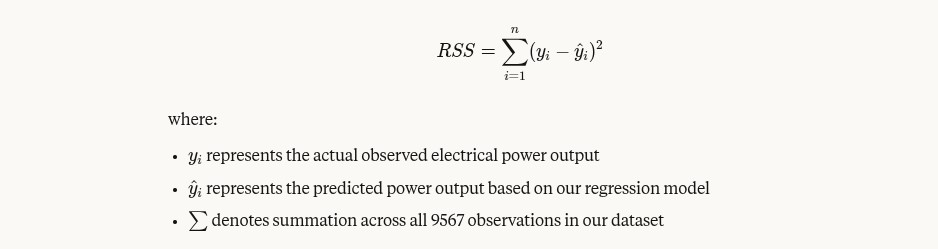 RSS = \sum_{i=1}^{n} (y_i - \hat{y}_i)^2
where:
• y_i represents the actual observed electrical power output
• \hat{y}_i represents the predicted power output based on our regression model
• \sum denotes summation across all 9567 observations in our dataset